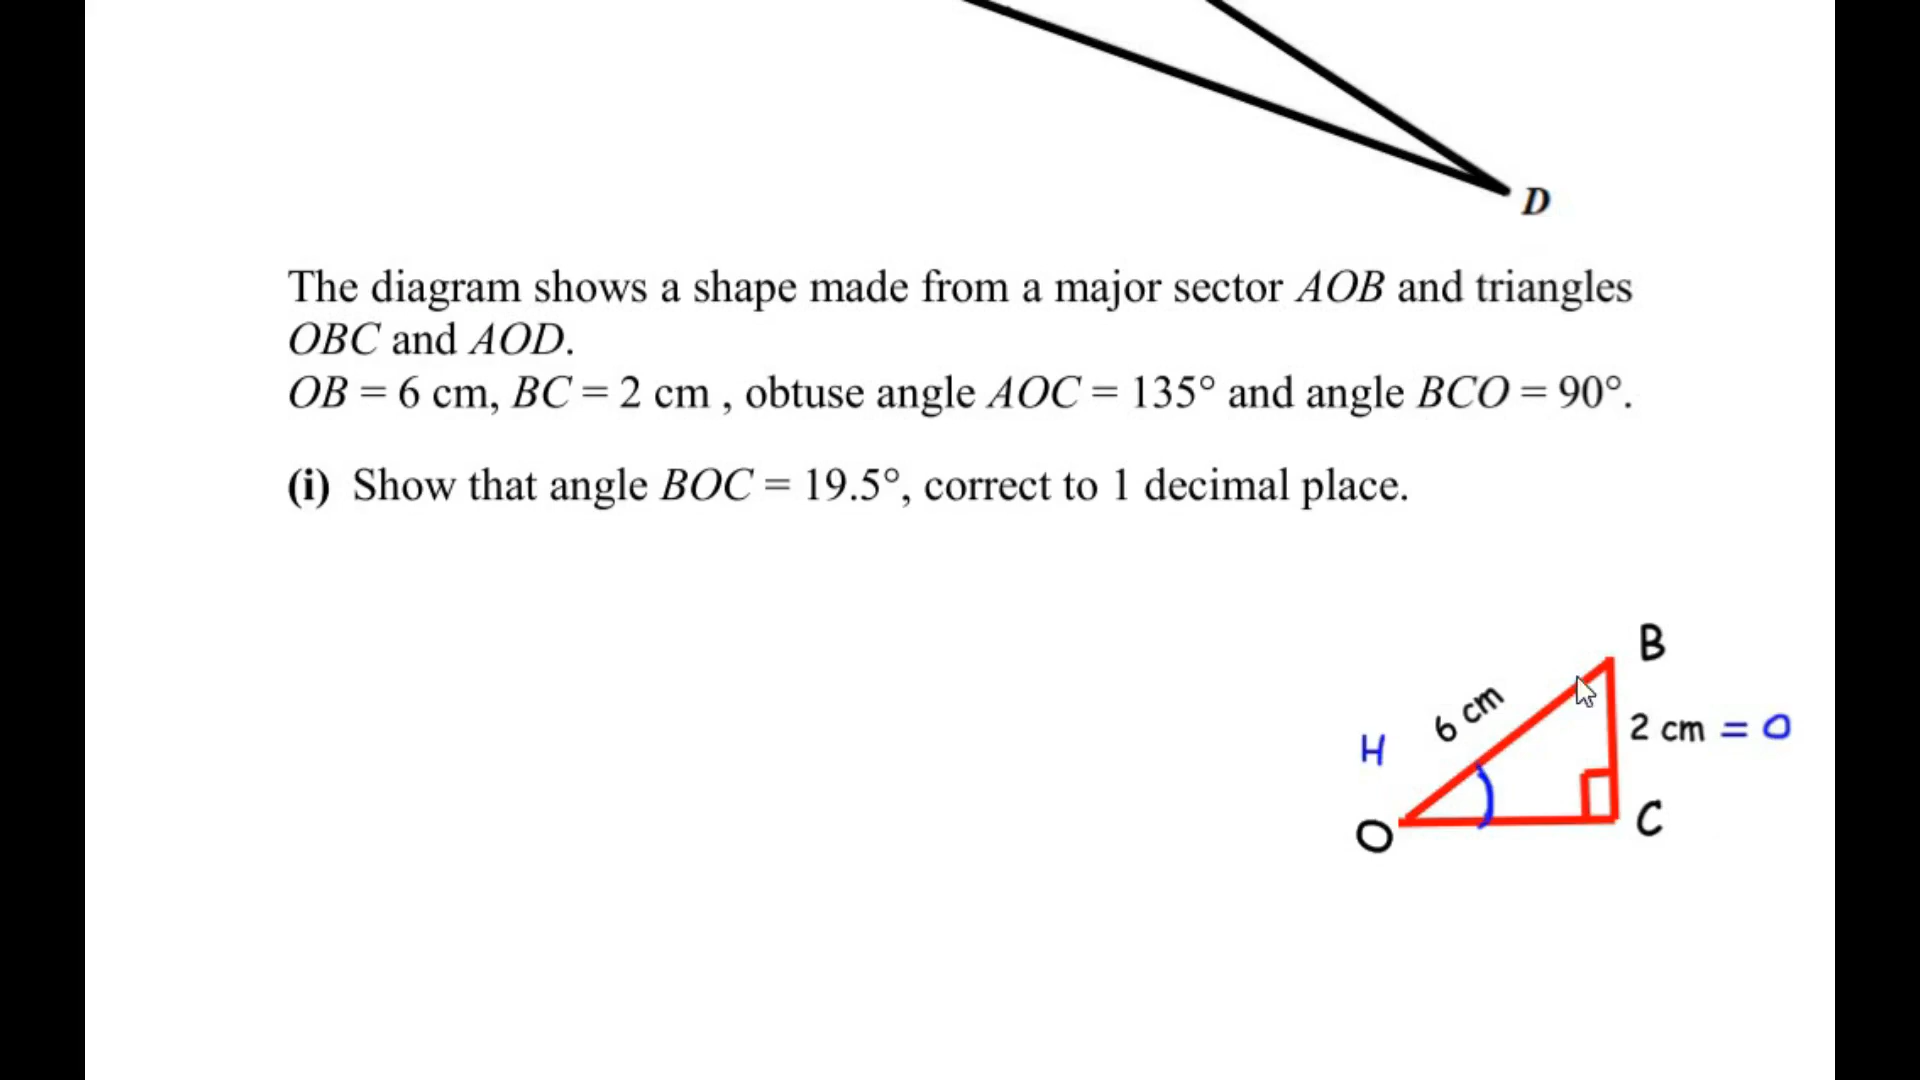 D
The diagram shows a shape made from a major sector AOB and triangles
OBC and AOD.
OB = 6 cm, BC = 2 cm , obtuse angle AOC = 135° and angle BCO = 90°.
(i) Show that angle BOC = 19.5°, correct to 1 decimal place.
B
6 cm
H
2 cm = O
O
C